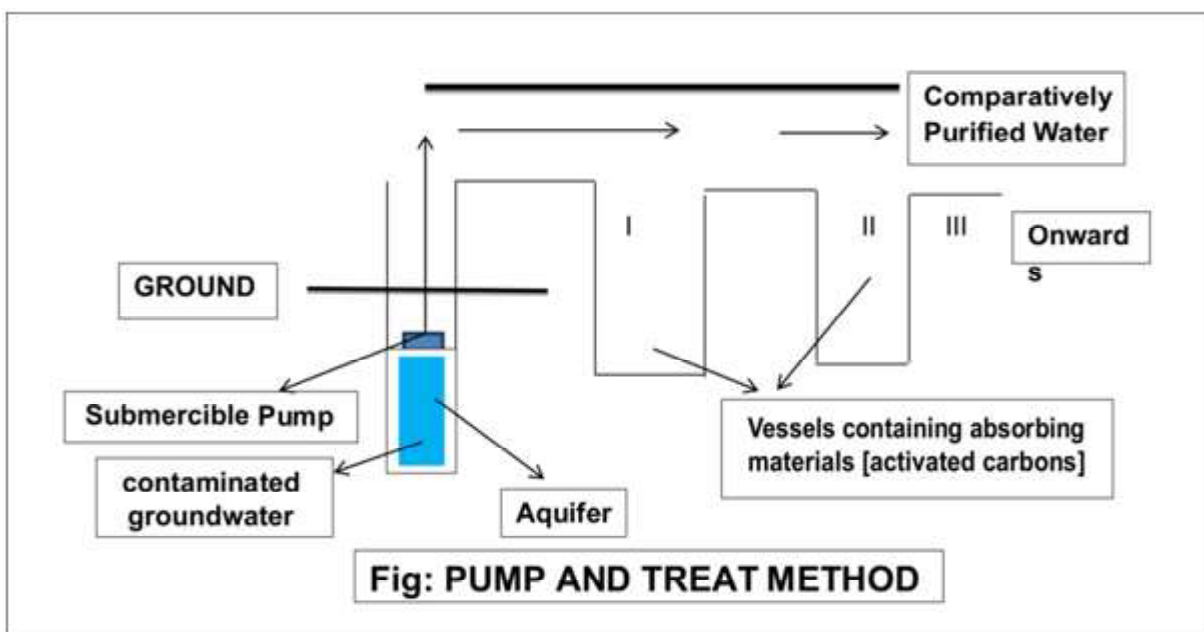 Comparatively
Purified Water
I
II
III
Onward
s
GROUND
Submercible Pump
contaminated
groundwater
Aquifer
Vessels containing absorbing
materials [activated carbons]
Fig: PUMP AND TREAT METHOD